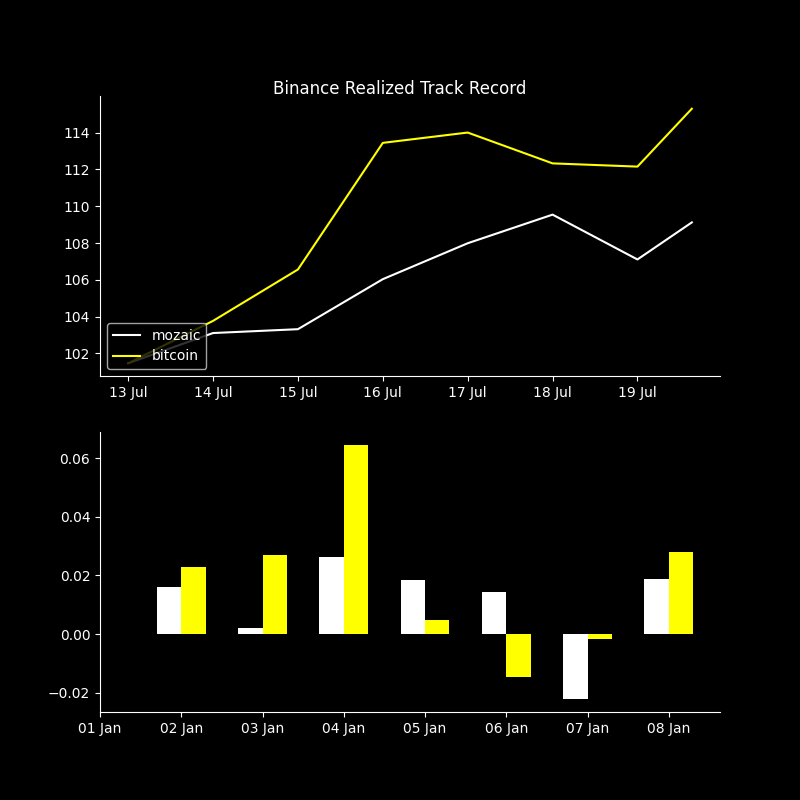 Binance Realized Track Record
114
112
110
108
106
104
102
mozaic
bitcoin
13 Jul 14 Jul 15 Jul 16 Jul 17 Jul 18 Jul 19 Jul
0.06
0.04
0.02
0.00
−0.02
01 Jan 02 Jan 03 Jan 04 Jan 05 Jan 06 Jan 07 Jan 08 Jan